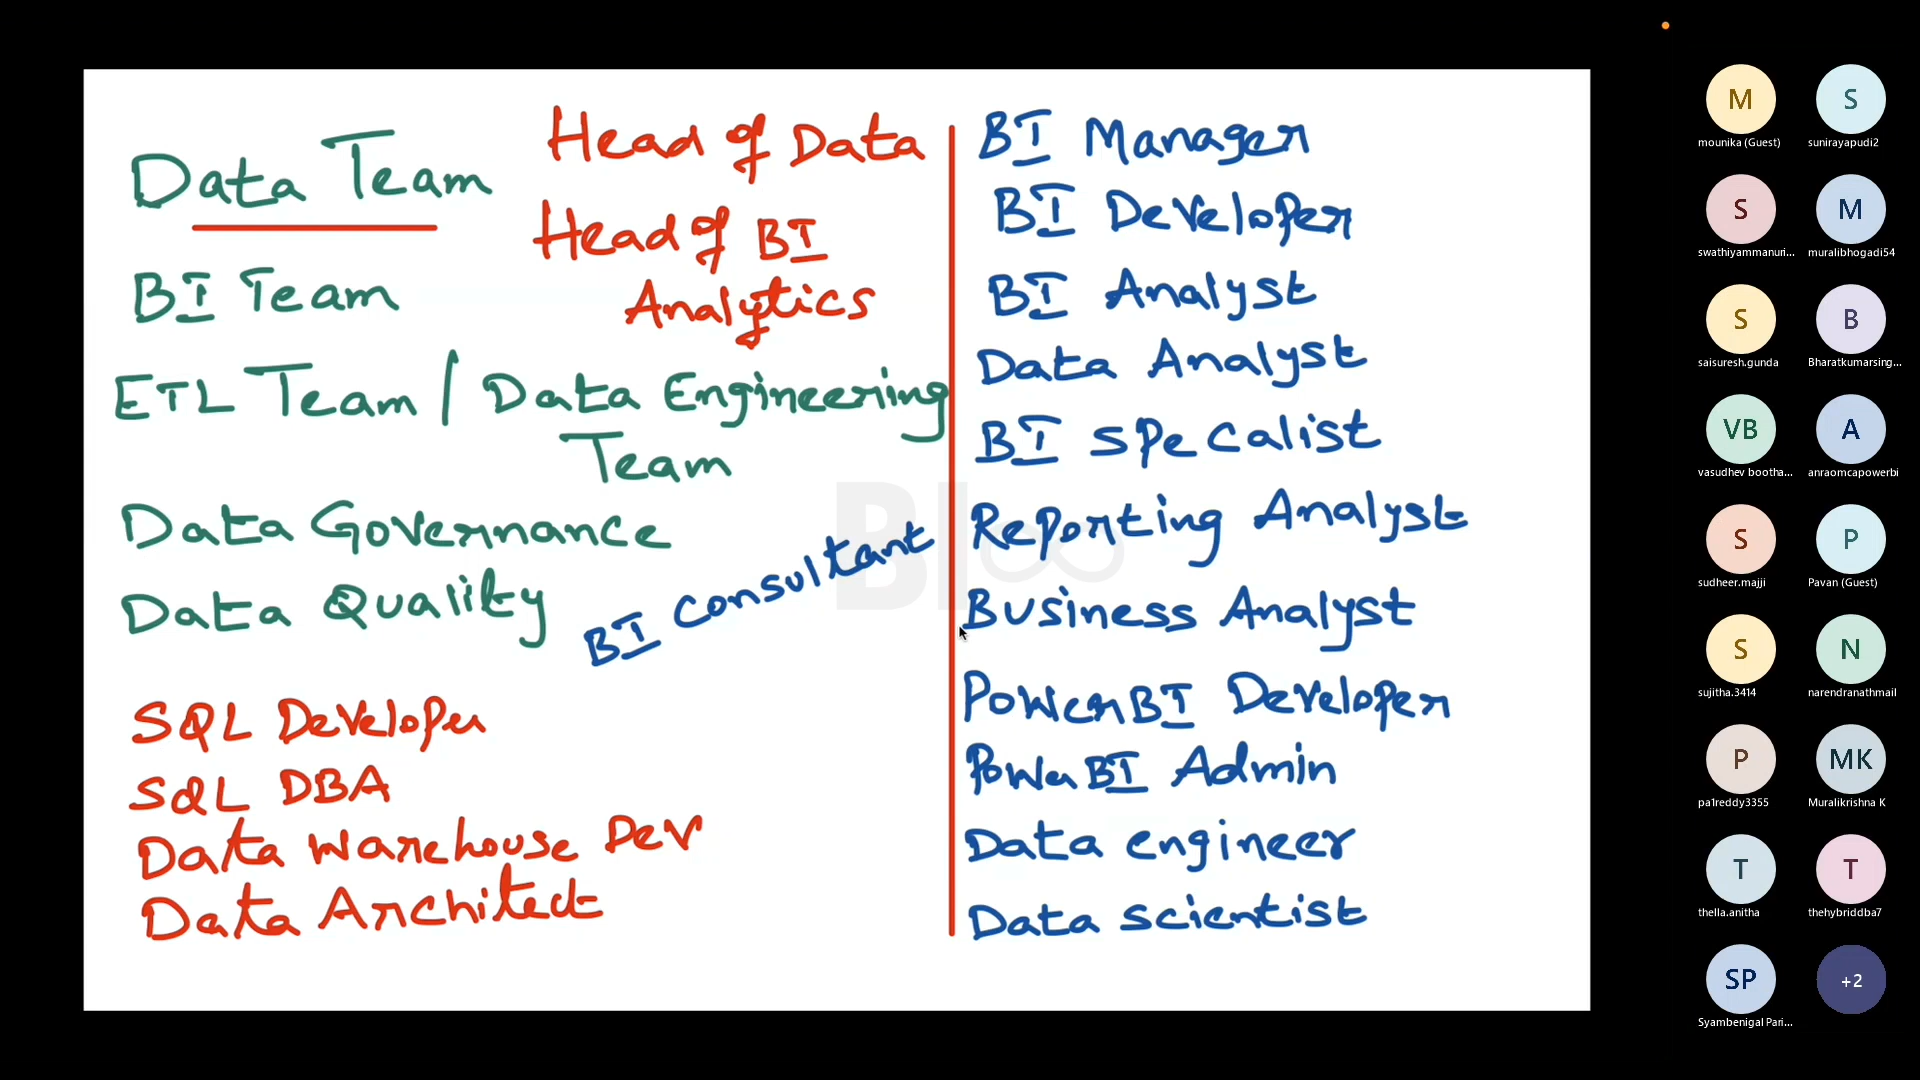 Data Team
Head of Data
Head of BI
Analytics
BI Team
ETL Team / Data Engineering
Team
Data Governance
Data Quality
BI Consultant
SQL Developer
SQL DBA
Data Warehouse Dev
Data Architect
BI Manager
BI Developer
BI Analyst
Data Analyst
BI Specalist
Reporting Analyst
Business Analyst
PowerBI Developer
PowerBI Admin
Data engineer
Data scientist
BI
M
S
mounika (Guest)
sunirayapudi2
S
M
swathiyammanuri...
muralibhogadi54
S
B
saisuresh.gunda
Bharatkumarsing...
VB
A
vasudhev bootha...
anraomcapowerbi
S
P
sudheer.majji
Pavan (Guest)
S
N
sujitha.3414
narendranathmail
P
MK
pa1reddy3355
Muralikrishna K
T
T
thella.anitha
thehybriddba7
SP
+2
Syambenigal Pari...